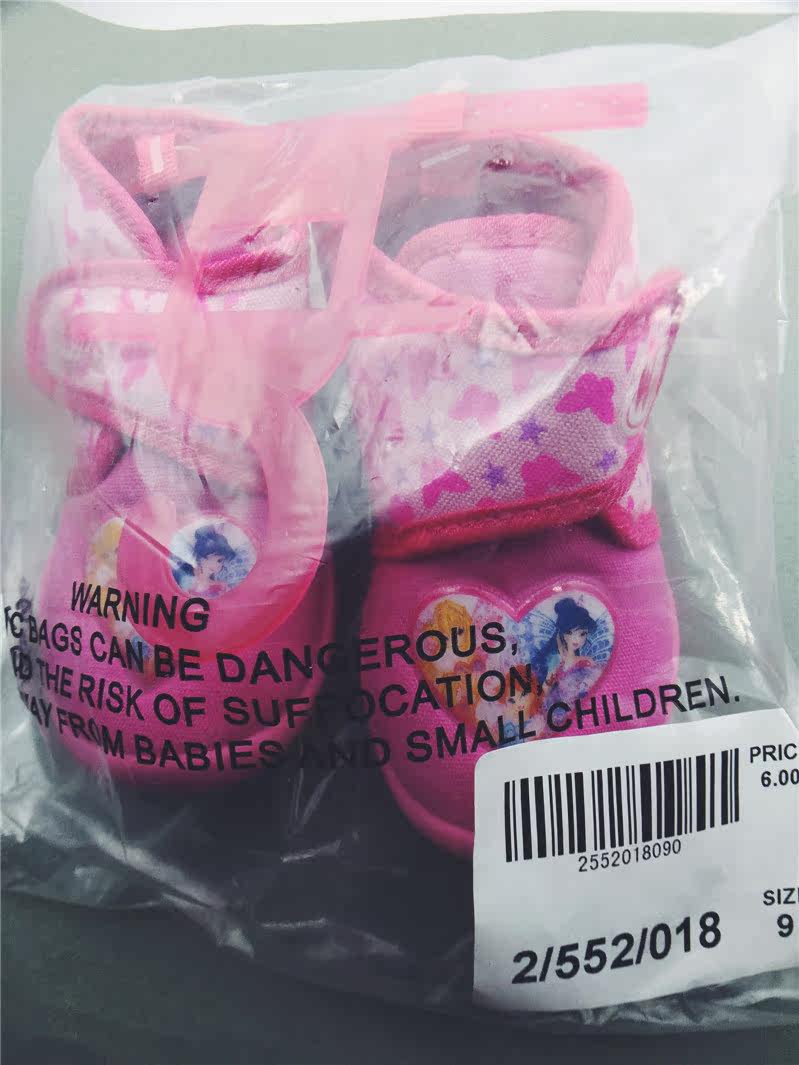 WARNING
BAGS CAN BE DANGEROUS,
THE RISK OF SUFFOCATION,
FROM BABIES AND SMALL CHILDREN.
PRIC
6.00
2552018090
SIZ
9
2/552/018